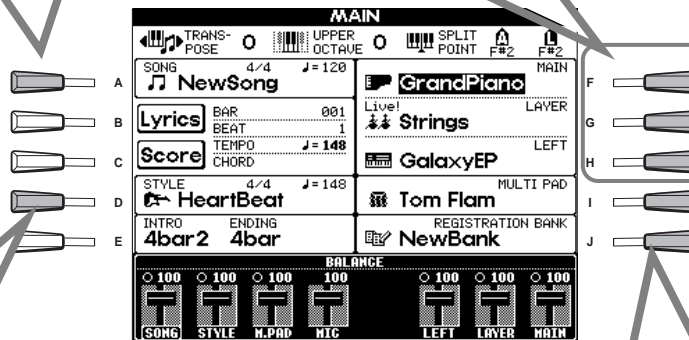 MAIN
TRANS-POSE 0 UPPER OCTAVE 0 SPLIT POINT A F#2 L F#2
A
SONG 4/4 ♩=120
NewSong
B
Lyrics BAR 001
BEAT 1
C
Score TEMPO ♩=148
CHORD
D
STYLE 4/4 ♩=148
HeartBeat
E
INTRO ENDING
4bar2 4bar
MAIN
GrandPiano
F
Live! LAYER
Strings
G
LEFT
GalaxyEP
H
MULTI PAD
Tom Flam
I
REGISTRATION BANK
NewBank
J
BALANCE
100 100 100 100 100 100 100
SONG STYLE M.PAD MIC LEFT LAYER MAIN